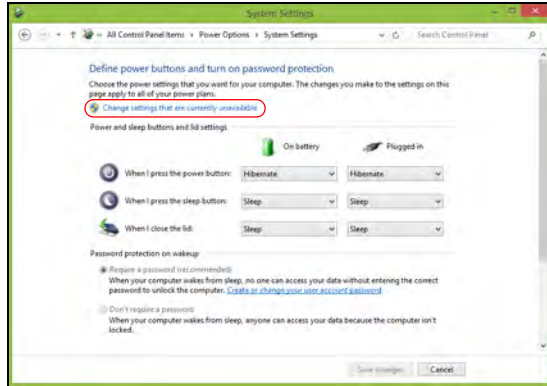 System Settings
All Control Panel Items
Power Options
System Settings
Search Control Panel
Define power buttons and turn on password protection
Choose the power settings that you want for your computer. The changes you make to the settings on this
page apply to all of your power plans.
Change settings that are currently unavailable
Power and sleep buttons and lid settings
On battery
Plugged in
When I press the power button:
Hibernate
Hibernate
When I press the sleep button:
Sleep
Sleep
When I close the lid:
Sleep
Sleep
Password protection on wakeup
Require a password (recommended)
When your computer wakes from sleep, no one can access your data without entering the correct
password to unlock the computer. Create or change your user account password
Don't require a password
When your computer wakes from sleep, anyone can access your data because the computer isn't
locked.
Save changes
Cancel